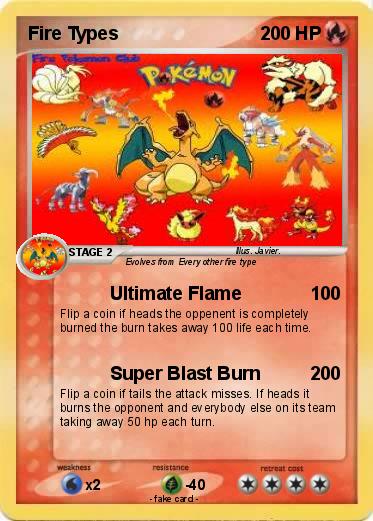 Fire Types 200 HP
Fire Pokemon Club
POKéMON
STAGE 2
Illus. Javier.
Evolves from Every other fire type
Ultimate Flame 100
Flip a coin if heads the oppenent is completely
burned the burn takes away 100 life each time.
Super Blast Burn 200
Flip a coin if tails the attack misses. If heads it
burns the opponent and everybody else on its team
taking away 50 hp each turn.
weakness resistance retreat cost
x2 -40
- fake card -